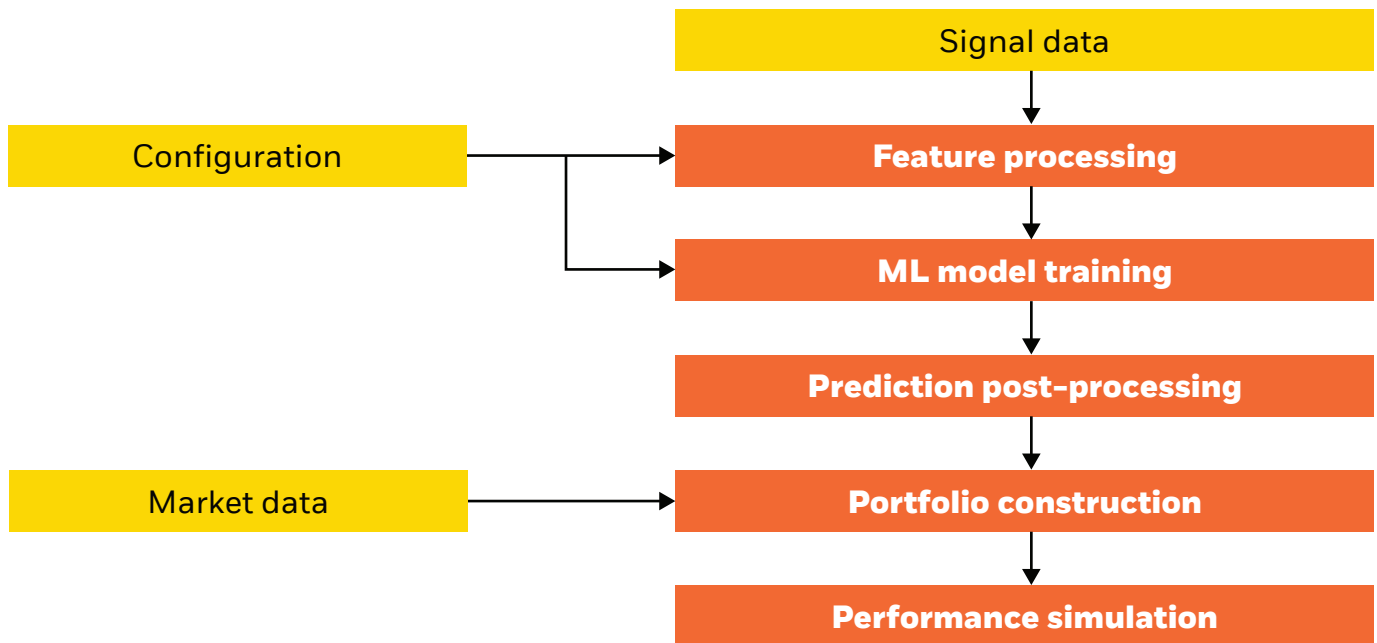 Signal data
Configuration
Feature processing
ML model training
Prediction post-processing
Market data
Portfolio construction
Performance simulation